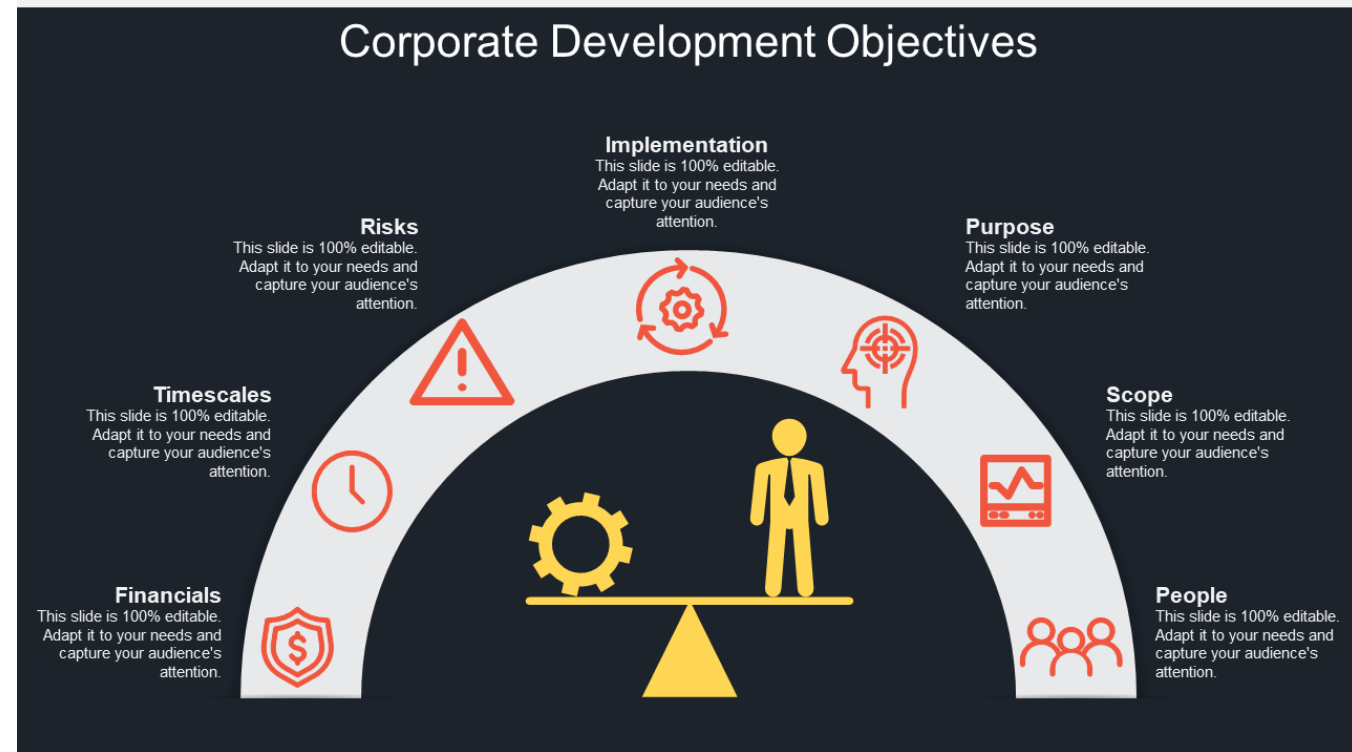 Corporate Development Objectives
Implementation
This slide is 100% editable.
Adapt it to your needs and
capture your audience's
attention.
Risks
This slide is 100% editable.
Adapt it to your needs and
capture your audience's
attention.
Purpose
This slide is 100% editable.
Adapt it to your needs and
capture your audience's
attention.
Timescales
This slide is 100% editable.
Adapt it to your needs and
capture your audience's
attention.
Scope
This slide is 100% editable.
Adapt it to your needs and
capture your audience's
attention.
Financials
This slide is 100% editable.
Adapt it to your needs and
capture your audience's
attention.
$
People
This slide is 100% editable.
Adapt it to your needs and
capture your audience's
attention.